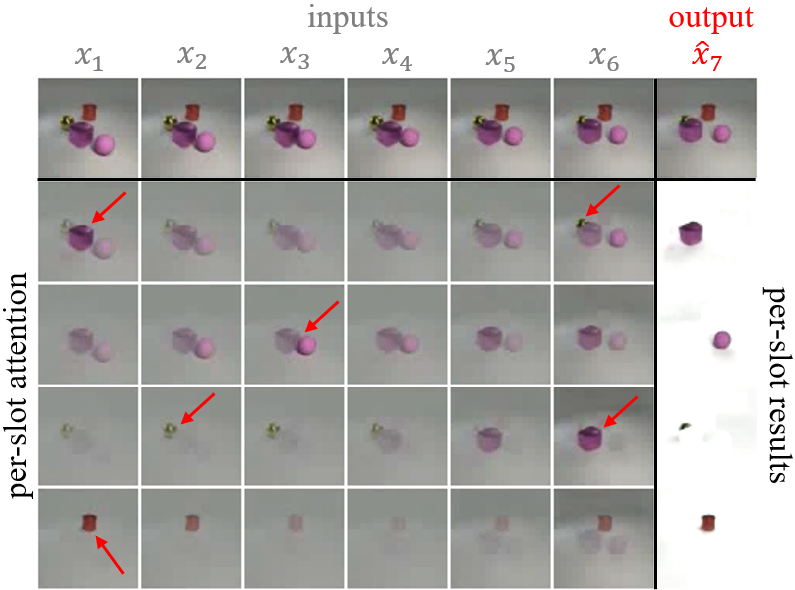 inputs
output
x₁ x₂ x₃ x₄ x₅ x₆ x̂₇
per-slot attention
per-slot results